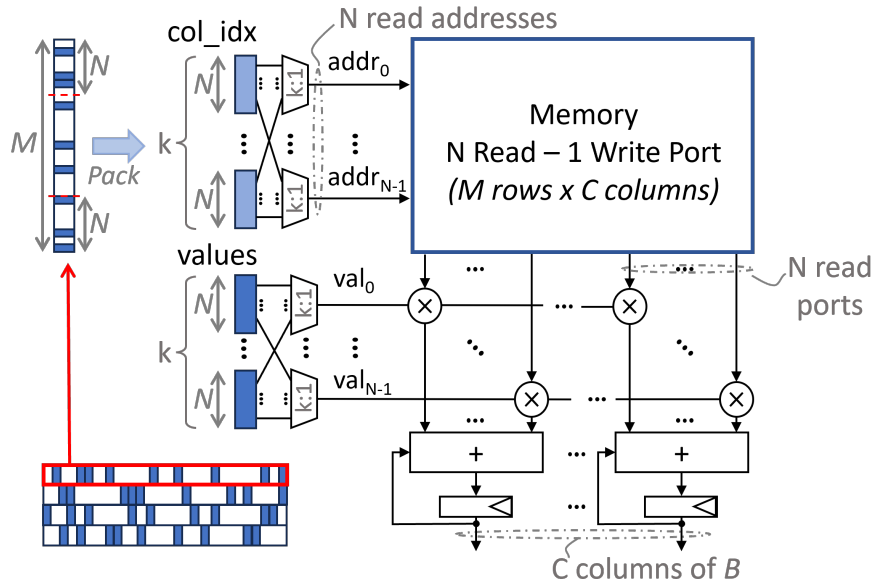 N read addresses
col_idx
addr0
N
k:1
N
M
k
Pack
Memory
N Read – 1 Write Port
(M rows x C columns)
N
k:1
addrN-1
N
values
N read
ports
val0
N
k:1
×
×
k
N
k:1
valN-1
×
×
+
+
C columns of B